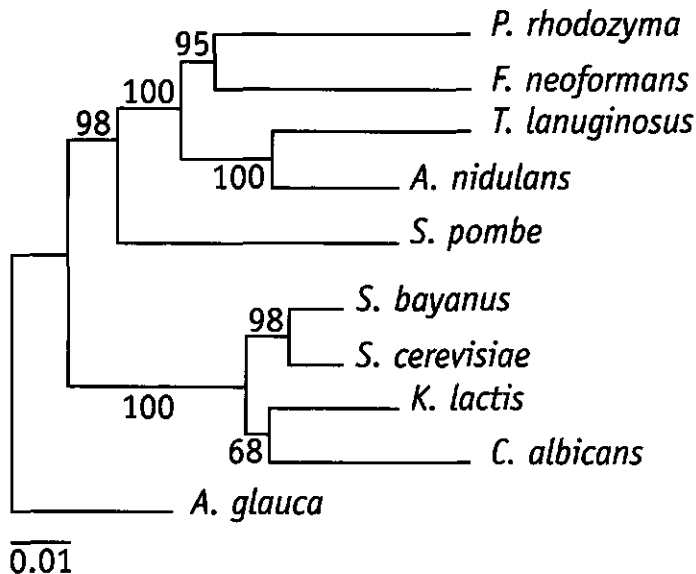 P. rhodozyma
95
F. neoformans
100
T. lanuginosus
98
100
A. nidulans
S. pombe
S. bayanus
98
S. cerevisiae
K. lactis
100
68
C. albicans
A. glauca
0.01